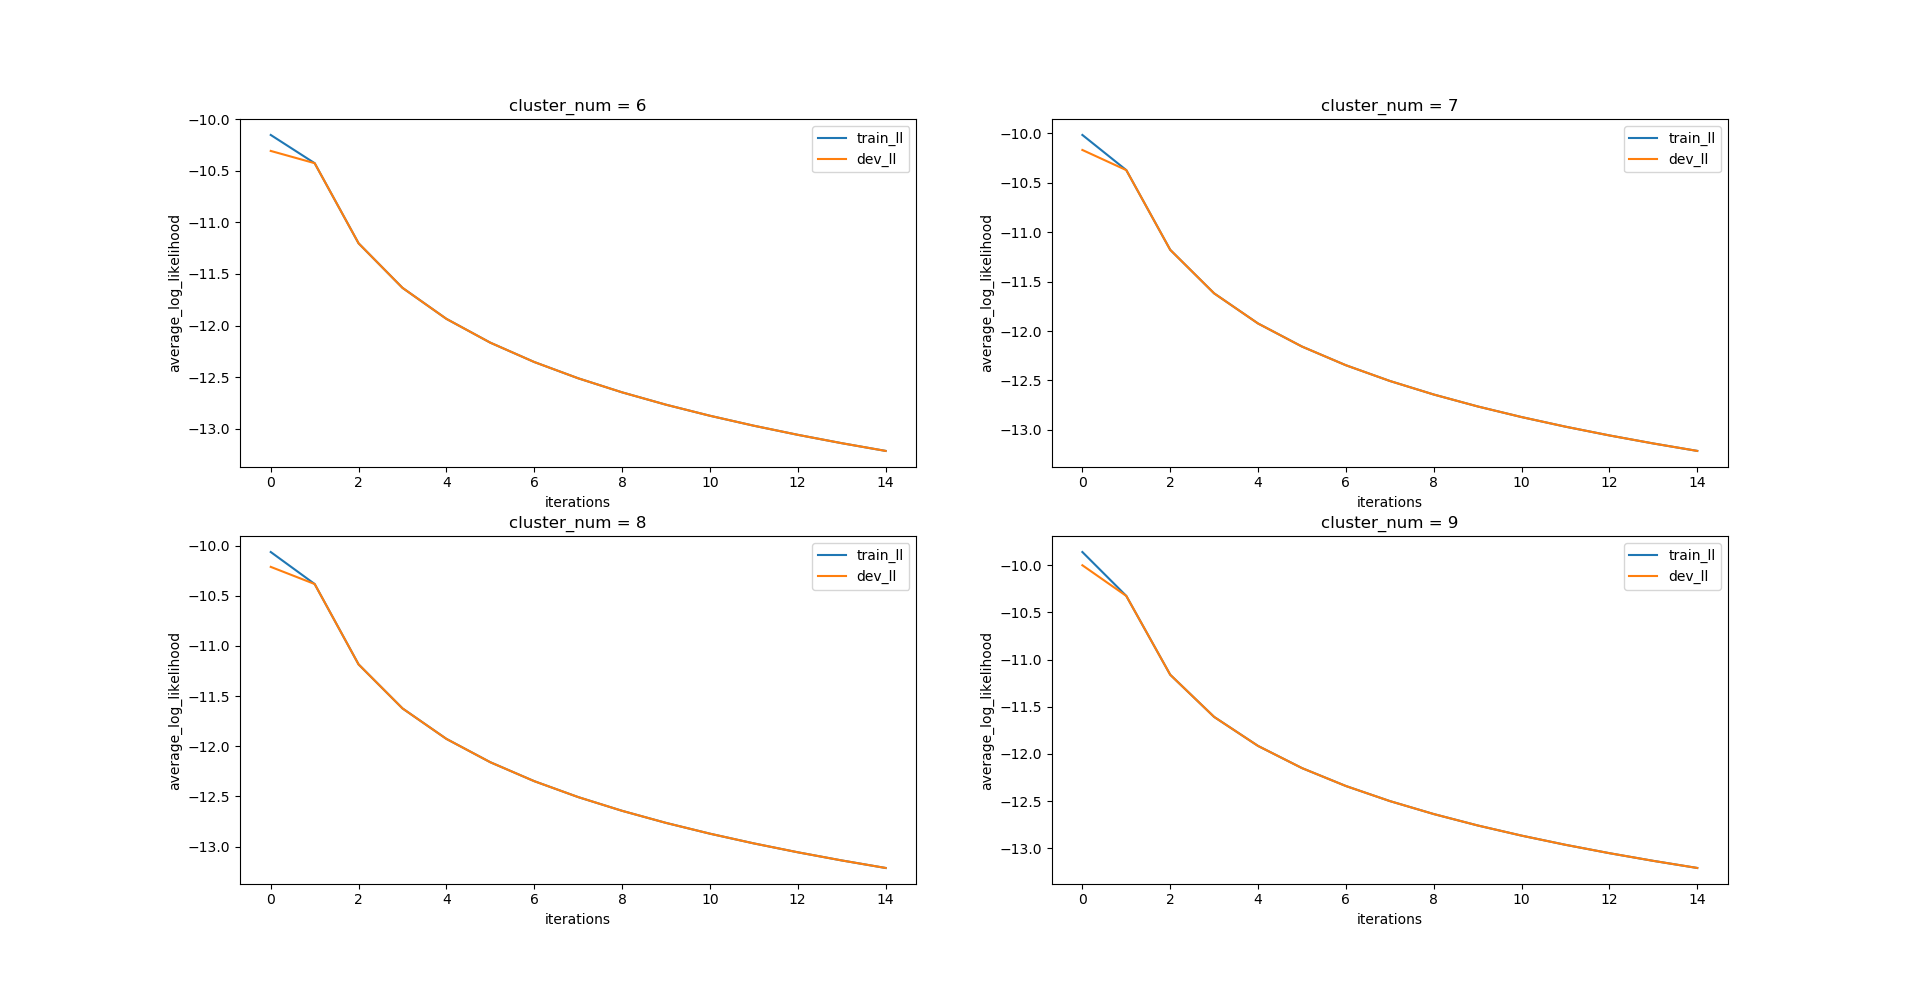 cluster_num = 6
train_ll
dev_ll
average_log_likelihood
−10.0
−10.5
−11.0
−11.5
−12.0
−12.5
−13.0
0 2 4 6 8 10 12 14
iterations
cluster_num = 7
train_ll
dev_ll
average_log_likelihood
−10.0
−10.5
−11.0
−11.5
−12.0
−12.5
−13.0
0 2 4 6 8 10 12 14
iterations
cluster_num = 8
train_ll
dev_ll
average_log_likelihood
−10.0
−10.5
−11.0
−11.5
−12.0
−12.5
−13.0
0 2 4 6 8 10 12 14
iterations
cluster_num = 9
train_ll
dev_ll
average_log_likelihood
−10.0
−10.5
−11.0
−11.5
−12.0
−12.5
−13.0
0 2 4 6 8 10 12 14
iterations